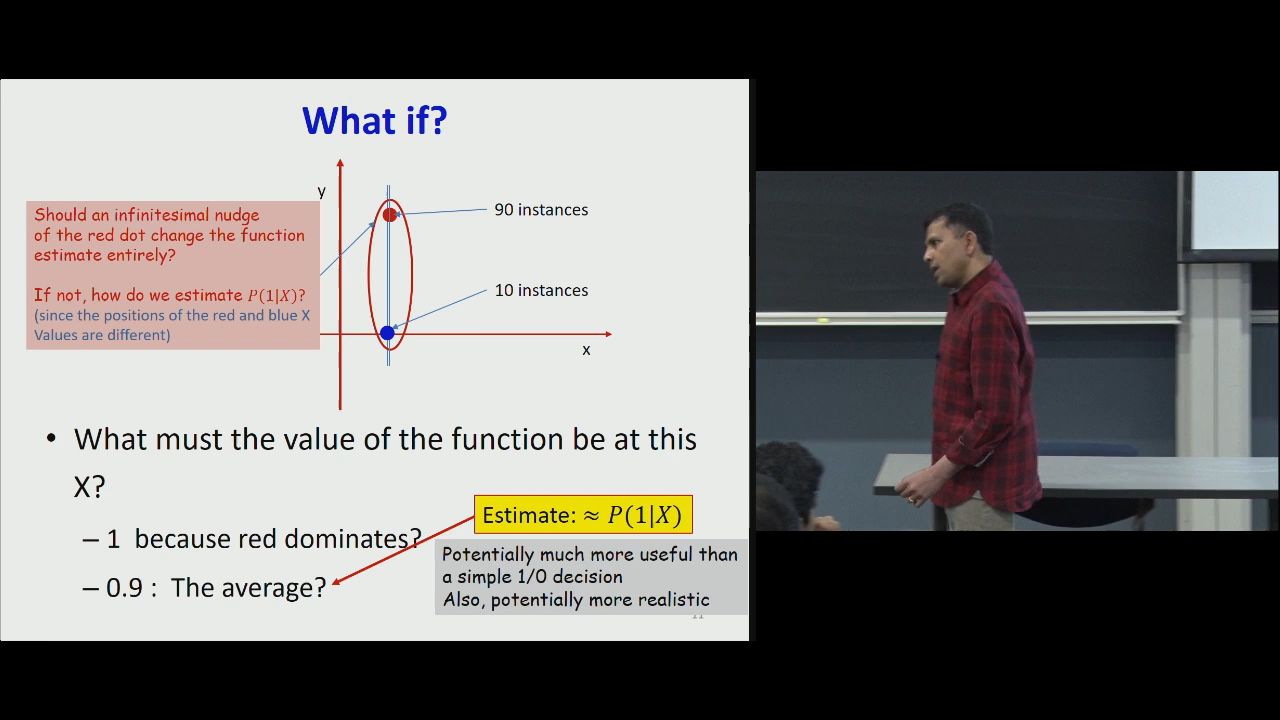 What if?
y
Should an infinitesimal nudge
of the red dot change the function
estimate entirely?
If not, how do we estimate P(1|X)?
(since the positions of the red and blue X
Values are different)
90 instances
10 instances
x
• What must the value of the function be at this
X?
– 1 because red dominates?
– 0.9 : The average?
Estimate: ≈ P(1|X)
Potentially much more useful than
a simple 1/0 decision
Also, potentially more realistic